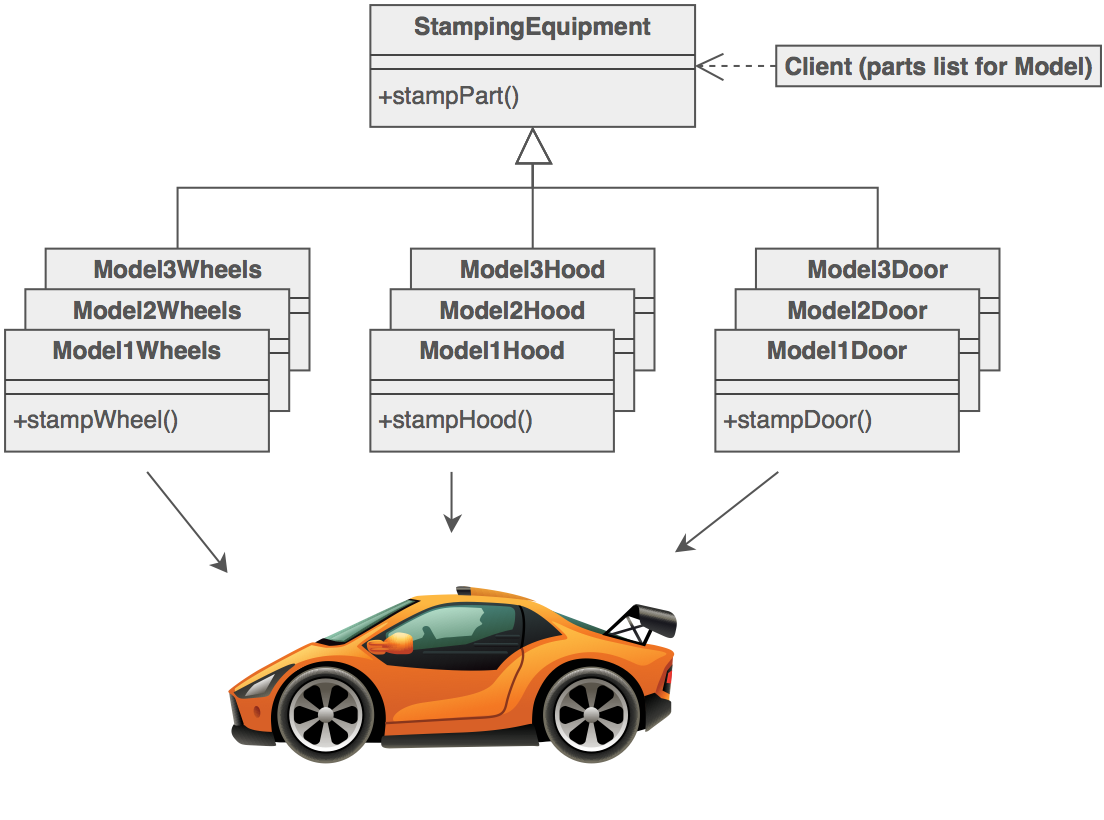 StampingEquipment
Client (parts list for Model)
+stampPart()
Model3Wheels
Model2Wheels
Model1Wheels
+stampWheel()
Model3Hood
Model2Hood
Model1Hood
+stampHood()
Model3Door
Model2Door
Model1Door
+stampDoor()